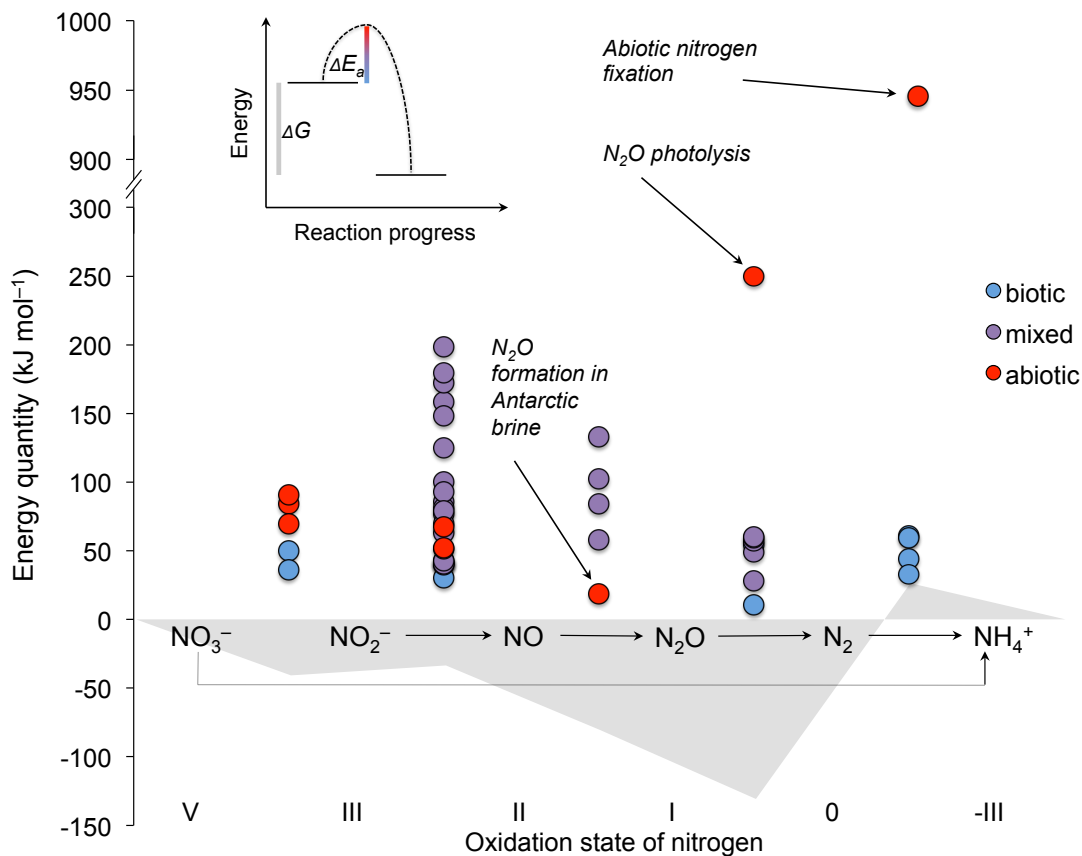 1000
950
900
300
250
200
150
100
50
0
-50
-100
-150
Energy quantity (kJ mol⁻¹)
Energy
ΔEₐ
ΔG
Reaction progress
Abiotic nitrogen
fixation
N₂O photolysis
N₂O
formation in
Antarctic
brine
biotic
mixed
abiotic
NO₃⁻ NO₂⁻ NO N₂O N₂ NH₄⁺
V III II I 0 -III
Oxidation state of nitrogen